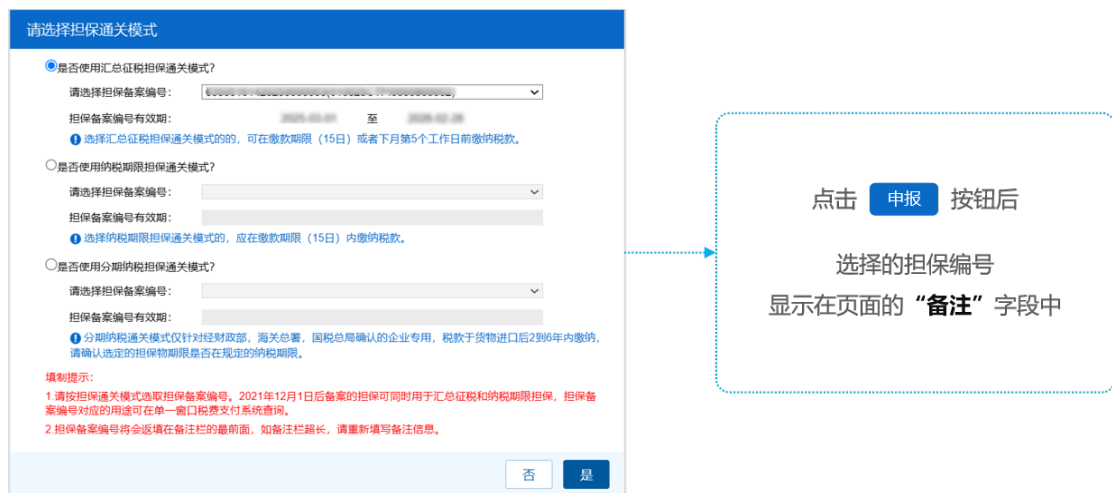 请选择担保通关模式
是否使用汇总征税担保通关模式?
请选择担保备案编号:
担保备案编号有效期: 2025-03-01 至 2026-02-28
选择汇总征税担保通关模式的的，可在缴款期限（15日）或者下月第5个工作日前缴纳税款。
是否使用纳税期限担保通关模式?
请选择担保备案编号:
担保备案编号有效期:
选择纳税期限担保通关模式的，应在缴款期限（15日）内缴纳税款。
是否使用分期纳税担保通关模式?
请选择担保备案编号:
担保备案编号有效期:
分期纳税通关模式仅针对经财政部，海关总署，国税总局确认的企业专用，税款于货物进口后2到6年内缴纳，
请确认选定的担保物期限是否在规定的纳税期限。
填制提示:
1.请按担保通关模式选取担保备案编号。2021年12月1日后备案的担保可同时用于汇总征税和纳税期限担保，担保备
案编号对应的用途可在单一窗口税费支付系统查询。
2.担保备案编号将会返填在备注栏的最前面，如备注栏超长，请重新填写备注信息。
否
是
点击 申报 按钮后
选择的担保编号
显示在页面的“备注”字段中